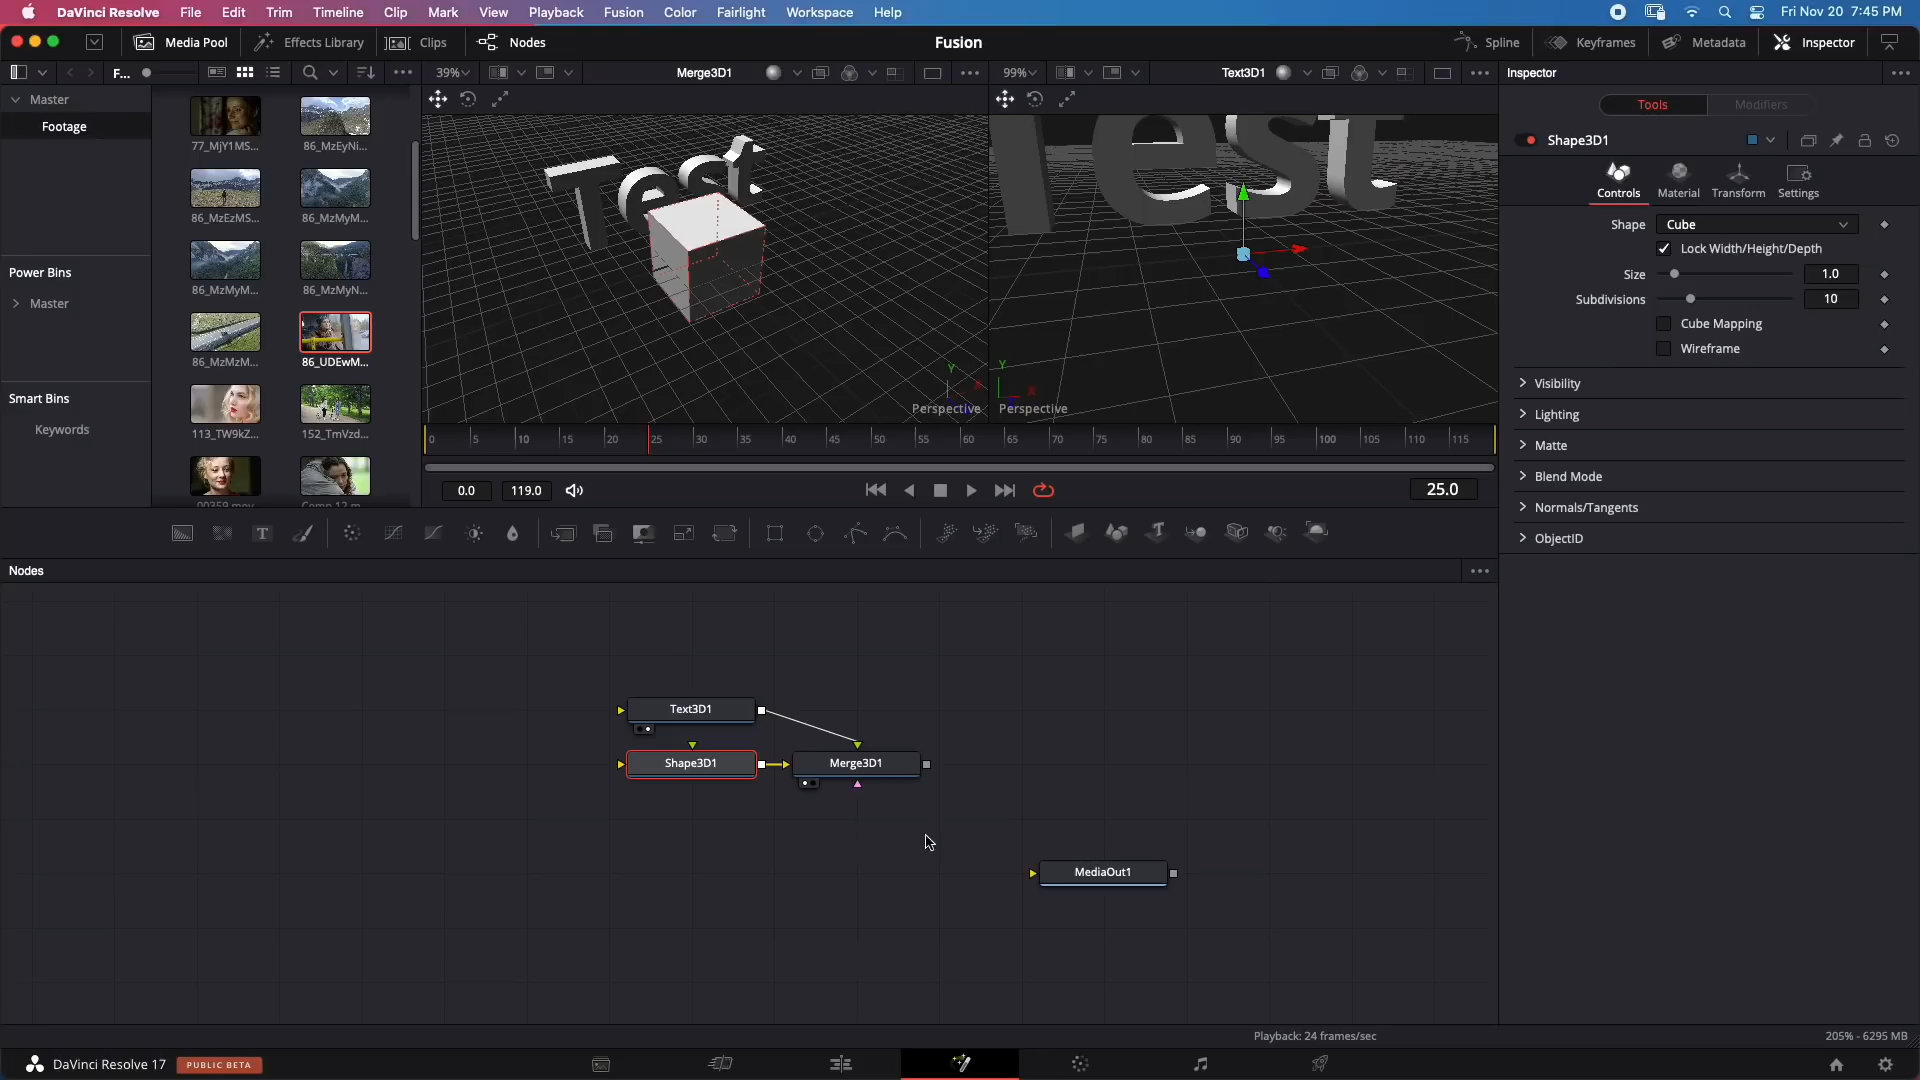 DaVinci Resolve File Edit Trim Timeline Clip Mark View Playback Fusion Color Fairlight Workspace Help Fri Nov 20 7:45 PM
Media Pool Effects Library Clips Nodes Fusion Spline Keyframes Metadata Inspector
F... 39% Merge3D1 99% Text3D1 Inspector
Master
Footage
Power Bins
Master
Smart Bins
Keywords
77_MjY1MS... 86_MzEyNi...
86_MzEzMS... 86_MzMyM...
86_MzMyM... 86_MzMyN...
86_MzMzM... 86_UDEwM...
113_TW9kZ... 152_TmVzd...
00359.mov Comp 12.m
Test
Y
X
Perspective
Test
Y
X
Perspective
0 5 10 15 20 25 30 35 40 45 50 55 60 65 70 75 80 85 90 95 100 105 110 115
0.0 119.0 25.0
Tools Modifiers
Shape3D1
Controls Material Transform Settings
Shape Cube
Lock Width/Height/Depth
Size 1.0
Subdivisions 10
Cube Mapping
Wireframe
Visibility
Lighting
Matte
Blend Mode
Normals/Tangents
ObjectID
T T
Nodes
Text3D1
Shape3D1 Merge3D1
MediaOut1
Playback: 24 frames/sec 205% - 6295 MB
DaVinci Resolve 17 PUBLIC BETA